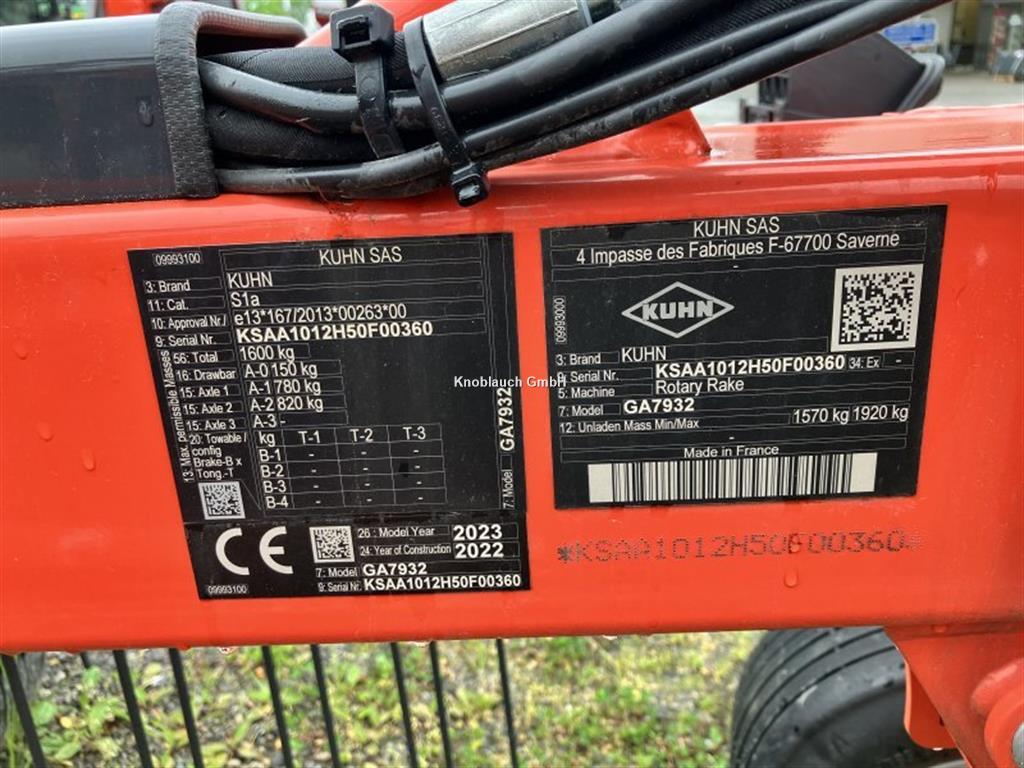 09993100
KUHN SAS
3: Brand KUHN
11: Cat. S1a
10: Approval Nr./ e13*167/2013*00263*00
9: Serial Nr. KSAA1012H50F00360
13: Max. permissible Masses
56: Total 1600 kg
16: Drawbar A-0 150 kg
15: Axle 1 A-1 780 kg
15: Axle 2 A-2 820 kg
15: Axle 3 A-3 -
20: Towable / config kg T-1 T-2 T-3
Brake-B x Tong.-T
B-1 - - -
B-2 - - -
B-3 - - -
B-4 - - -
7: Model GA7932
CE
26: Model Year 2023
24: Year of Construction 2022
7: Model GA7932
9: Serial Nr. KSAA1012H50F00360
09993100
KUHN SAS
4 Impasse des Fabriques F-67700 Saverne
09993000
KUHN
3: Brand KUHN
9: Serial Nr. KSAA1012H50F00360 34: Ex -
5: Machine Rotary Rake
7: Model GA7932
12: Unladen Mass Min/Max 1570 kg 1920 kg
-
Made in France
*KSAA1012H50F00360*
Knoblauch GmbH